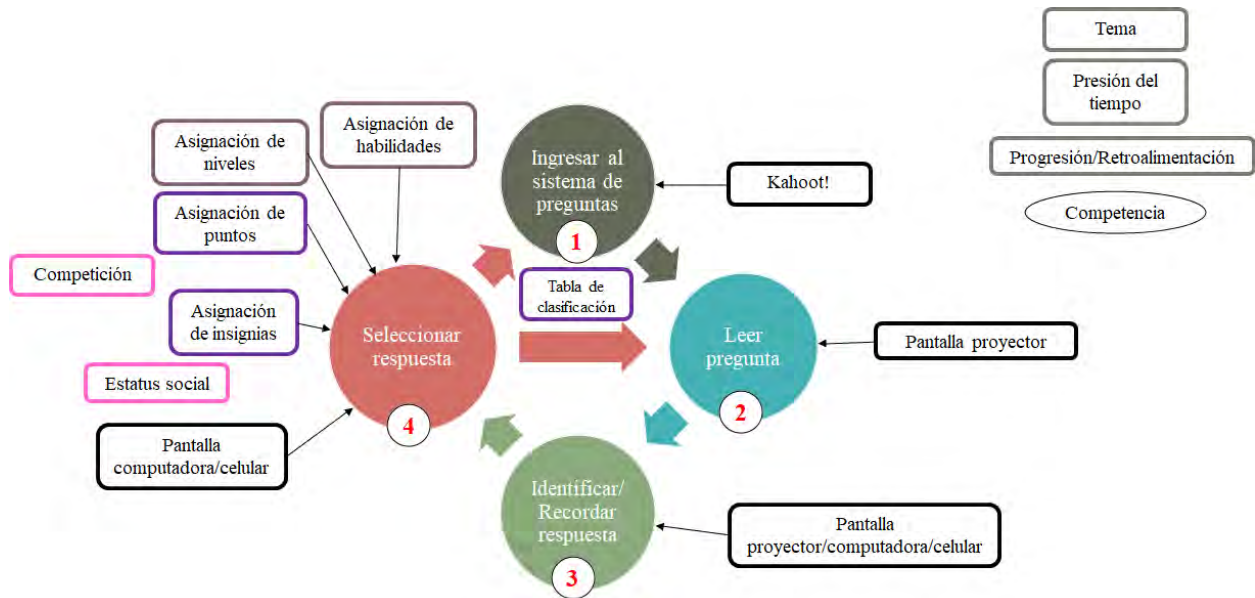 Tema
Presión del
tiempo
Progresión/Retroalimentación
Competencia
Asignación de
habilidades
Asignación de
niveles
Asignación de
puntos
Competición
Asignación
de insignias
Estatus social
Pantalla
computadora/celular
Ingresar al
sistema de
preguntas
1
Kahoot!
Tabla de
clasificación
Seleccionar
respuesta
4
Leer
pregunta
2
Pantalla proyector
Identificar/
Recordar
respuesta
3
Pantalla
proyector/computadora/celular